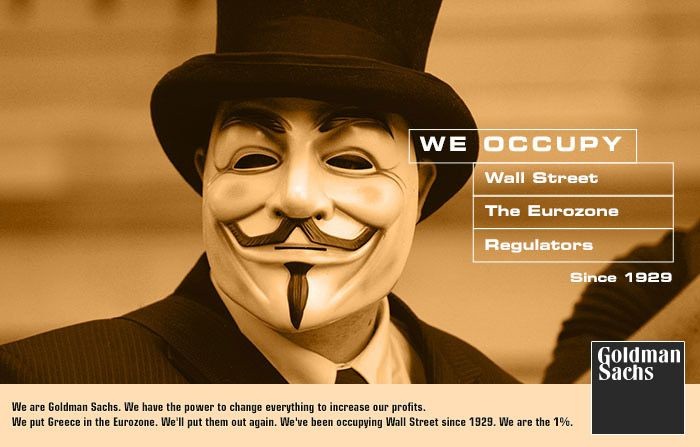 WE OCCUPY
Wall Street
The Eurozone
Regulators
Since 1929
Goldman
Sachs
We are Goldman Sachs. We have the power to change everything to increase our profits.
We put Greece in the Eurozone. We'll put them out again. We've been occupying Wall Street since 1929. We are the 1%.